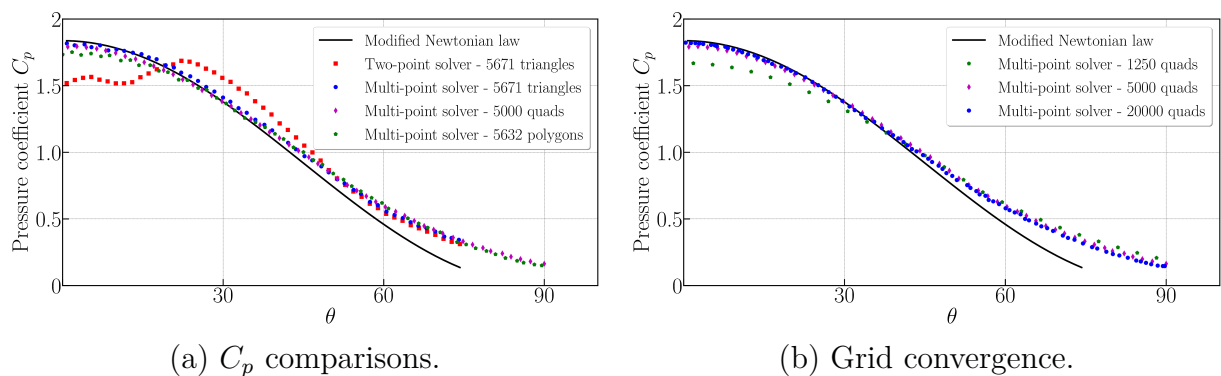 2
1.5
1.0
0.5
0
30
60
90
Pressure coefficient $C_p$
θ
Modified Newtonian law
Two-point solver - 5671 triangles
Multi-point solver - 5671 triangles
Multi-point solver - 5000 quads
Multi-point solver - 5632 polygons
(a) $C_p$ comparisons.
2
1.5
1.0
0.5
0
30
60
90
Pressure coefficient $C_p$
θ
Modified Newtonian law
Multi-point solver - 1250 quads
Multi-point solver - 5000 quads
Multi-point solver - 20000 quads
(b) Grid convergence.